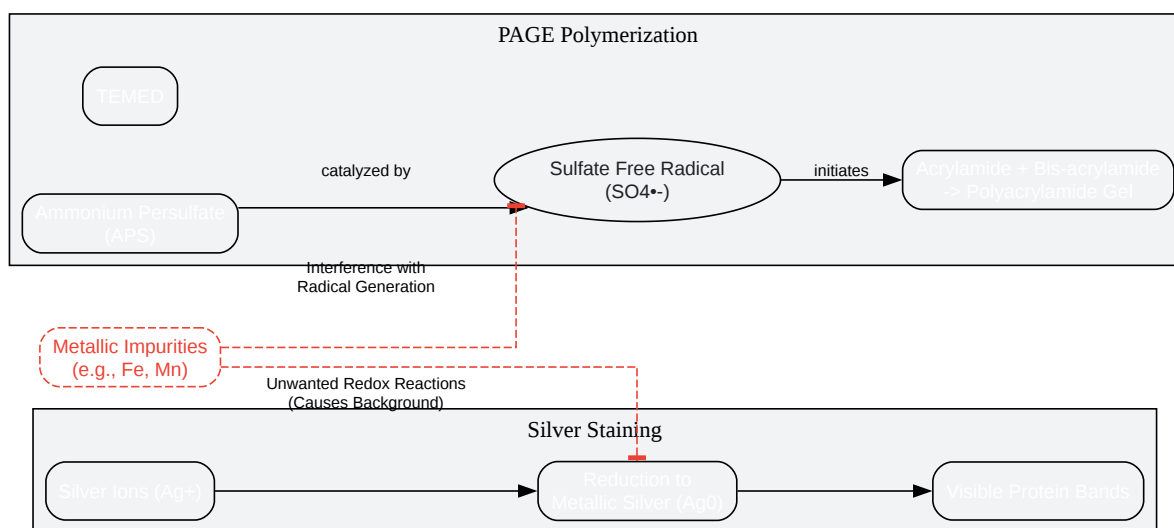 PAGE Polymerization
TEMED
catalyzed by
Sulfate Free Radical
(SO4•-)
initiates
Acrylamide + Bis-acrylamide
-> Polyacrylamide Gel
Ammonium Persulfate
(APS)
Interference with
Radical Generation
Metallic Impurities
(e.g., Fe, Mn)
Unwanted Redox Reactions
(Causes Background)
Silver Staining
Silver Ions (Ag+)
Reduction to
Metallic Silver (Ag0)
Visible Protein Bands